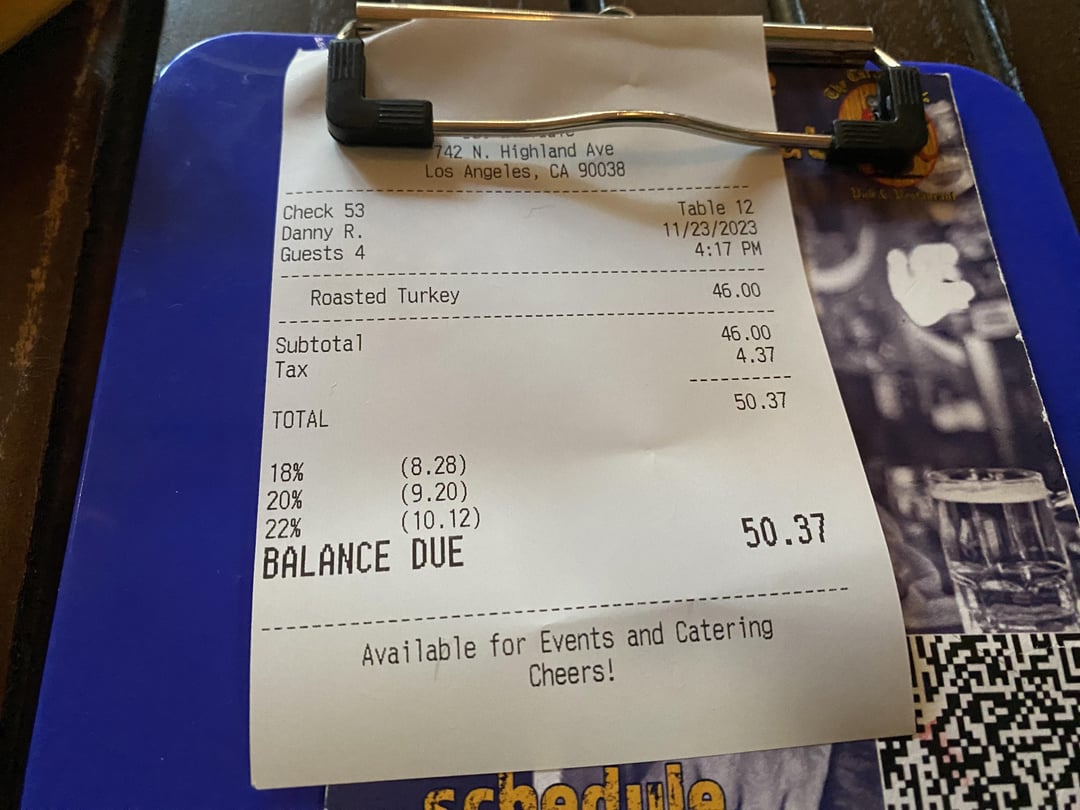 742 N. Highland Ave
Los Angeles, CA 90038
Check 53 Table 12
Danny R. 11/23/2023
Guests 4 4:17 PM
Roasted Turkey 46.00
Subtotal 46.00
Tax 4.37
TOTAL 50.37
18% (8.28)
20% (9.20)
22% (10.12)
BALANCE DUE 50.37
Available for Events and Catering
Cheers!
schedule